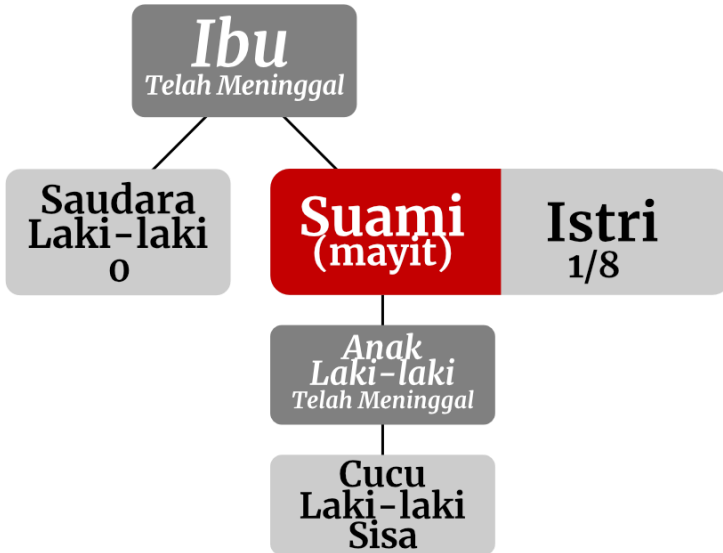 Ibu
Telah Meninggal
Saudara
Laki-laki
0
Suami
(mayit)
Istri
1/8
Anak
Laki-laki
Telah Meninggal
Cucu
Laki-laki
Sisa